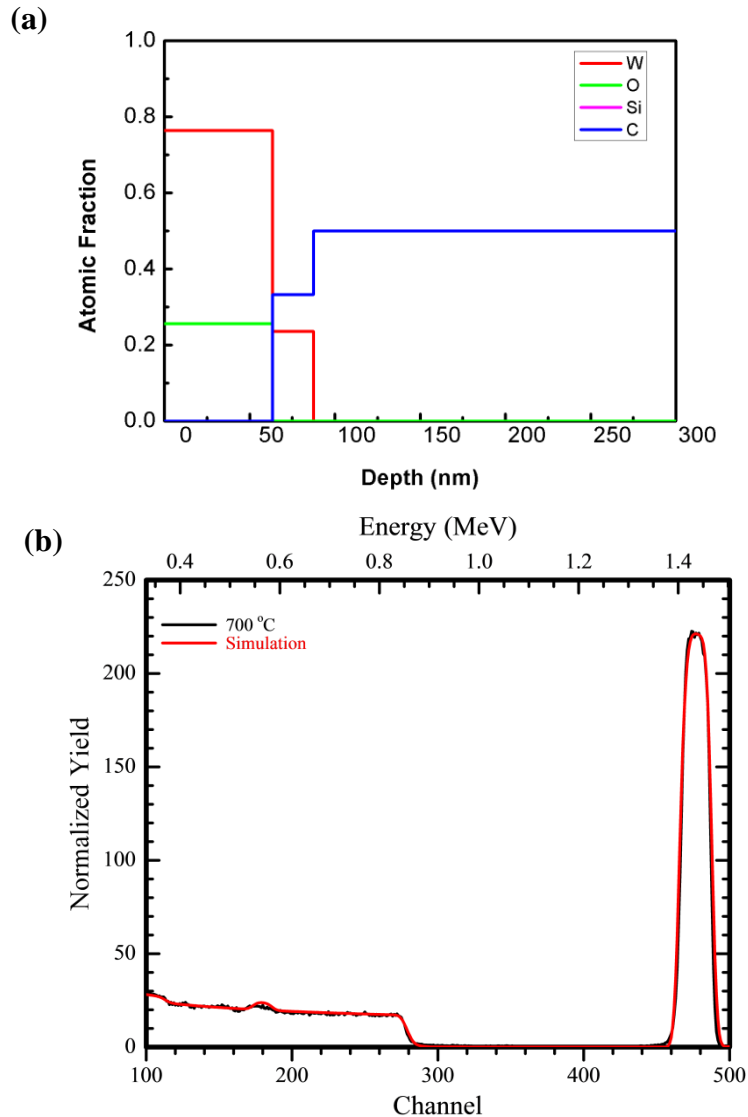 (a)
1.0
0.8
0.6
0.4
0.2
0.0
Atomic Fraction
W
O
Si
C
0 50 100 150 200 250 300
Depth (nm)
(b)
Energy (MeV)
0.4 0.6 0.8 1.0 1.2 1.4
250
200
150
100
50
0
Normalized Yield
700 °C
Simulation
100 200 300 400 500
Channel